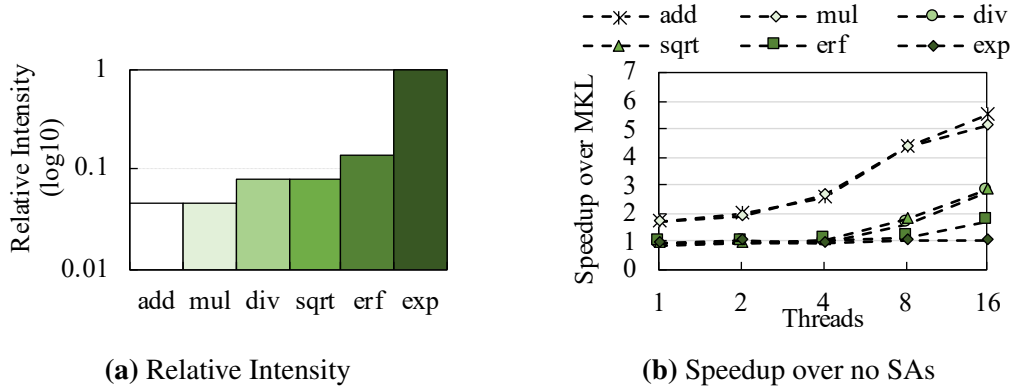 Relative Intensity
(log10)
1
0.1
0.01
add mul div sqrt erf exp
(a) Relative Intensity
add mul div
sqrt erf exp
Speedup over MKL
7
6
5
4
3
2
1
0
1 2 4 8 16
Threads
(b) Speedup over no SAs